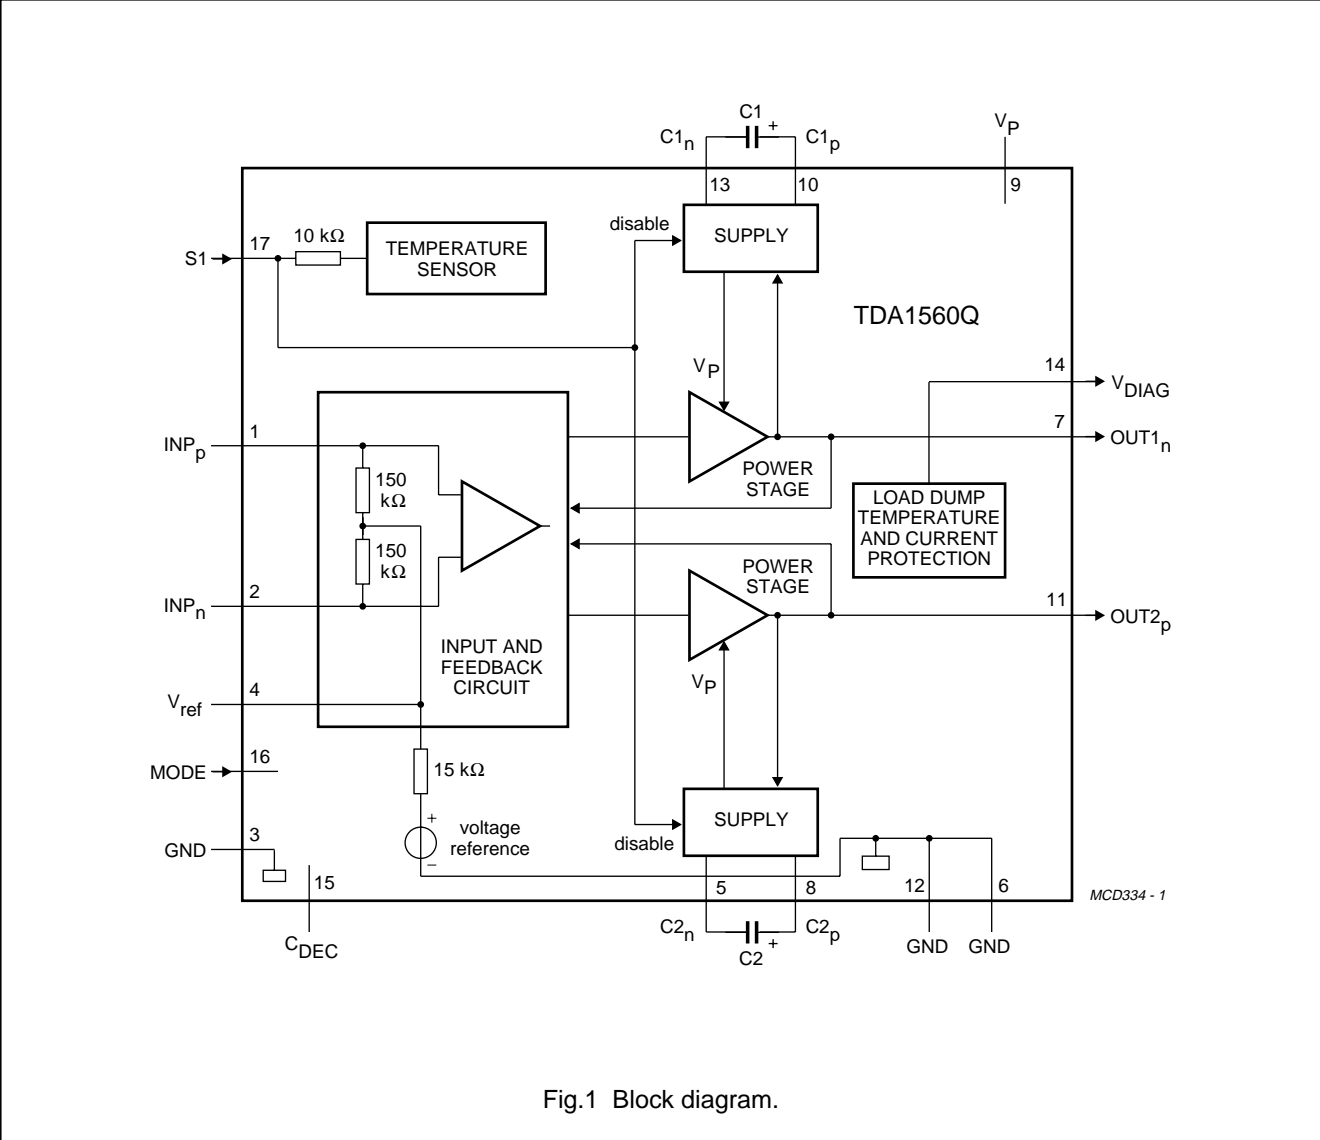 C1
+
C1n
C1p
VP
13
10
9
disable
SUPPLY
10 kΩ
17
S1
TEMPERATURE
SENSOR
TDA1560Q
14
VDIAG
VP
7
OUT1n
1
INPp
150
kΩ
POWER
STAGE
LOAD DUMP
TEMPERATURE
AND CURRENT
PROTECTION
150
kΩ
POWER
STAGE
2
INPn
11
OUT2p
INPUT AND
FEEDBACK
CIRCUIT
VP
4
Vref
16
MODE
15 kΩ
+
voltage
reference
–
SUPPLY
disable
3
GND
15
CDEC
5
8
12
6
MCD334 - 1
C2n
C2p
+
C2
GND
GND
Fig.1 Block diagram.